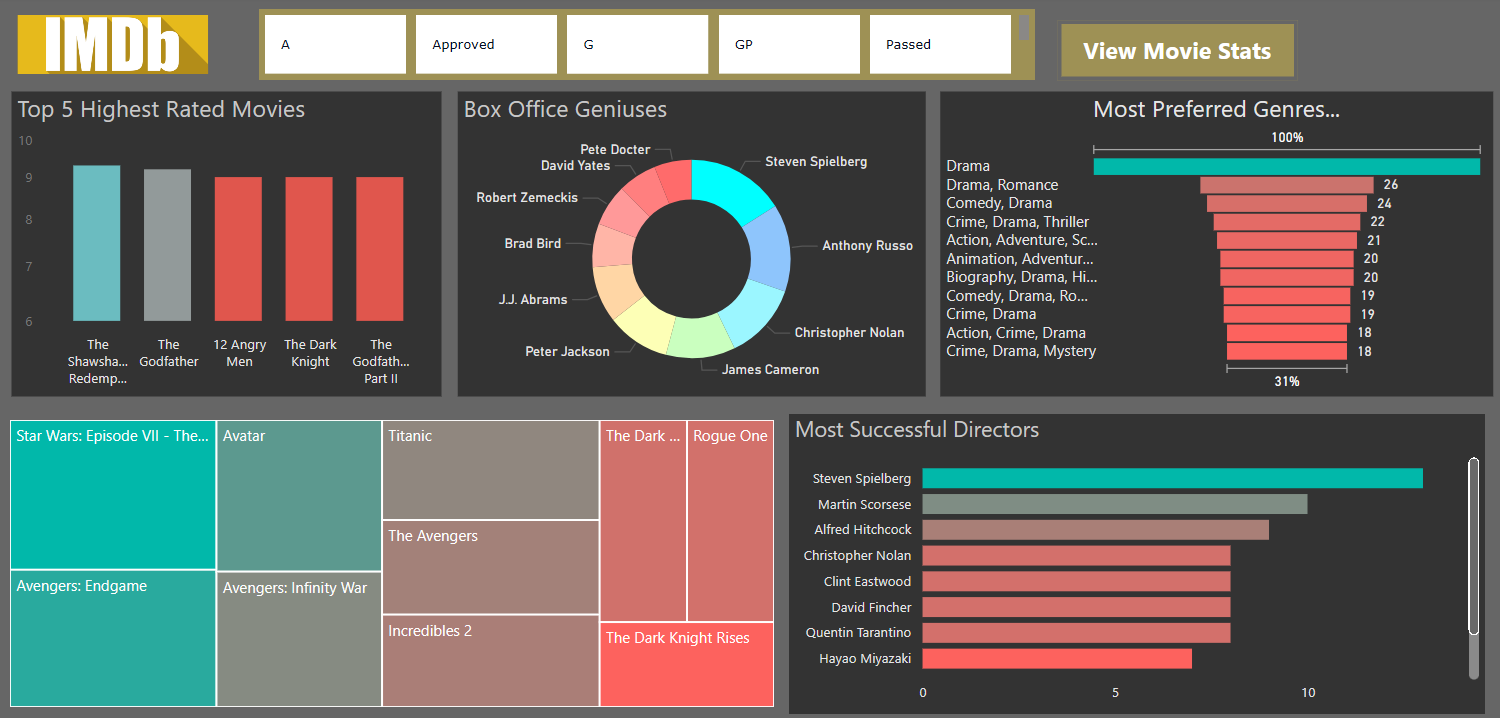 IMDb
A
Approved
G
GP
Passed
View Movie Stats
Top 5 Highest Rated Movies
10
9
8
7
6
The
Shawsha...
Redemp...
The
Godfather
12 Angry
Men
The Dark
Knight
The
Godfath...
Part II
Box Office Geniuses
Pete Docter
David Yates
Robert Zemeckis
Brad Bird
J.J. Abrams
Peter Jackson
Steven Spielberg
Anthony Russo
Christopher Nolan
James Cameron
Most Preferred Genres...
100%
Drama
Drama, Romance 26
Comedy, Drama 24
Crime, Drama, Thriller 22
Action, Adventure, Sc... 21
Animation, Adventur... 20
Biography, Drama, Hi... 20
Comedy, Drama, Ro... 19
Crime, Drama 19
Action, Crime, Drama 18
Crime, Drama, Mystery 18
31%
Star Wars: Episode VII - The...
Avengers: Endgame
Avatar
Avengers: Infinity War
Titanic
The Avengers
Incredibles 2
The Dark ...
Rogue One
The Dark Knight Rises
Most Successful Directors
Steven Spielberg
Martin Scorsese
Alfred Hitchcock
Christopher Nolan
Clint Eastwood
David Fincher
Quentin Tarantino
Hayao Miyazaki
0 5 10